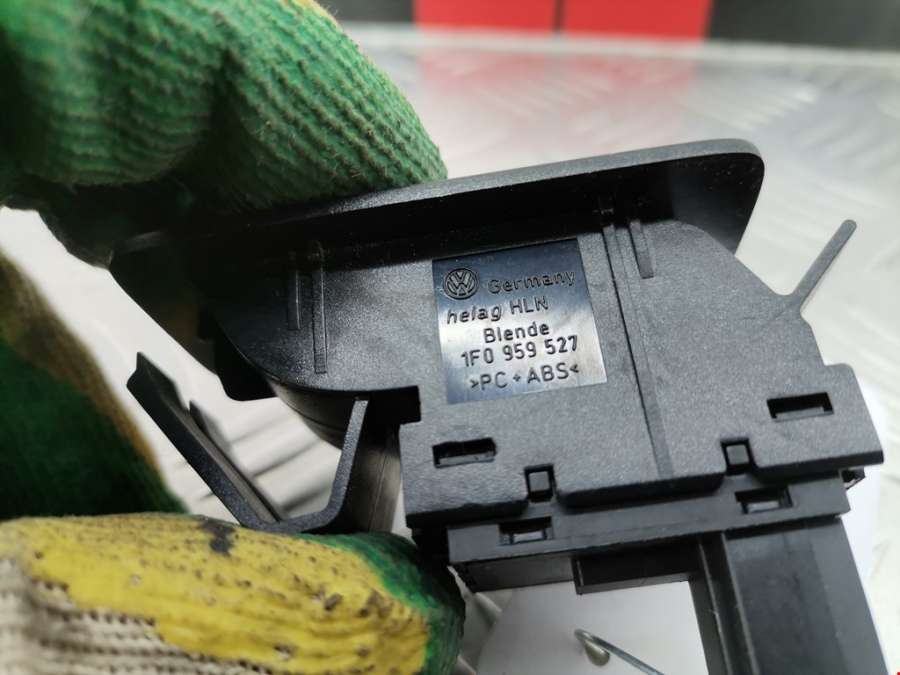 Germany
helag HLN
Blende
1F0 959 527
>PC+ABS<